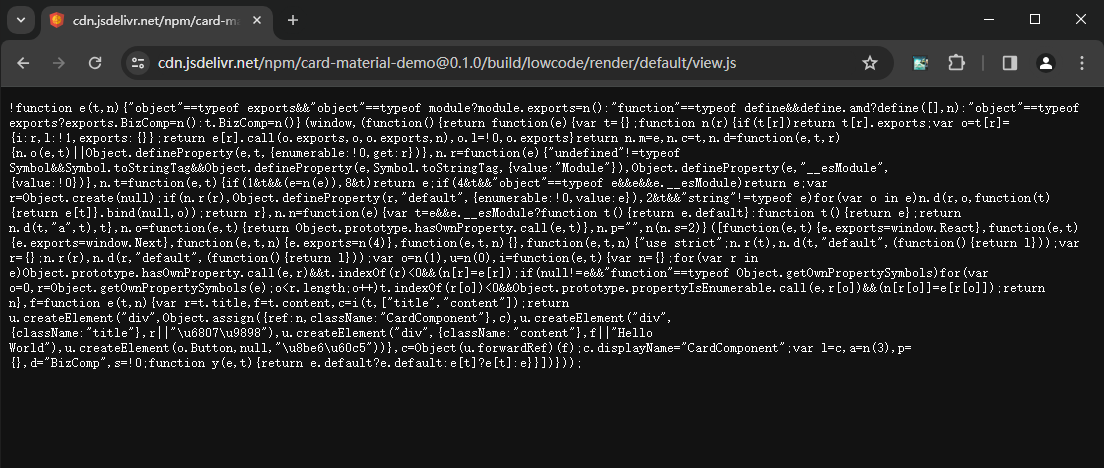 cdn.jsdelivr.net/npm/card-ma
cdn.jsdelivr.net/npm/card-material-demo@0.1.0/build/lowcode/render/default/view.js
!function e(t,n){"object"==typeof exports&&"object"==typeof module?module.exports=n():"function"==typeof define&&define.amd?define([],n):"object"==typeof
exports?exports.BizComp=n():t.BizComp=n()}(window,(function(){return function(e){var t={};function n(r){if(t[r])return t[r].exports;var o=t[r]=
{i:r,l:!1,exports:{}};return e[r].call(o.exports,o,o.exports,n),o.l=!0,o.exports}return n.m=e,n.c=t,n.d=function(e,t,r)
{n.o(e,t)||Object.defineProperty(e,t,{enumerable:!0,get:r})},n.r=function(e){"undefined"!=typeof
Symbol&&Symbol.toStringTag&&Object.defineProperty(e,Symbol.toStringTag,{value:"Module"}),Object.defineProperty(e,"__esModule",
{value:!0})},n.t=function(e,t){if(1&t&&(e=n(e)),8&t)return e;if(4&t&&"object"==typeof e&&e&&e.__esModule)return e;var
r=Object.create(null);if(n.r(r),Object.defineProperty(r,"default",{enumerable:!0,value:e}),2&t&&"string"!=typeof e)for(var o in e)n.d(r,o,function(t)
{return e[t]}.bind(null,o));return r},n.n=function(e){var t=e&&e.__esModule?function t(){return e.default}:function t(){return e};return
n.d(t,"a",t),t},n.o=function(e,t){return Object.prototype.hasOwnProperty.call(e,t)},n.p="",n(n.s=2)}([function(e,t){e.exports=window.React},function(e,t)
{e.exports=window.Next},function(e,t,n){e.exports=n(4)},function(e,t,n){},function(e,t,n){"use strict";n.r(t),n.d(t,"default",(function(){return l}));var
r={};n.r(r),n.d(r,"default",(function(){return l}));var o=n(1),u=n(0),i=function(e,t){var n={};for(var r in
e)Object.prototype.hasOwnProperty.call(e,r)&&t.indexOf(r)<0&&(n[r]=e[r]);if(null!=e&&"function"==typeof Object.getOwnPropertySymbols)for(var
o=0,r=Object.getOwnPropertySymbols(e);o<r.length;o++)t.indexOf(r[o])<0&&Object.prototype.propertyIsEnumerable.call(e,r[o])&&(n[r[o]]=e[r[o]]);return
n},f=function e(t,n){var r=t.title,f=t.content,c=i(t,["title","content"]);return
u.createElement("div",Object.assign({ref:n,className:"CardComponent"},c),u.createElement("div",
{className:"title"},r||"\u6807\u9898"),u.createElement("div",{className:"content"},f||"Hello
World"),u.createElement(o.Button,null,"\u8be6\u60c5"))},c=Object(u.forwardRef)(f);c.displayName="CardComponent";var l=c,a=n(3),p=
{},d="BizComp",s=!0;function y(e,t){return e.default?e.default:e[t]?e[t]:e}}])}));